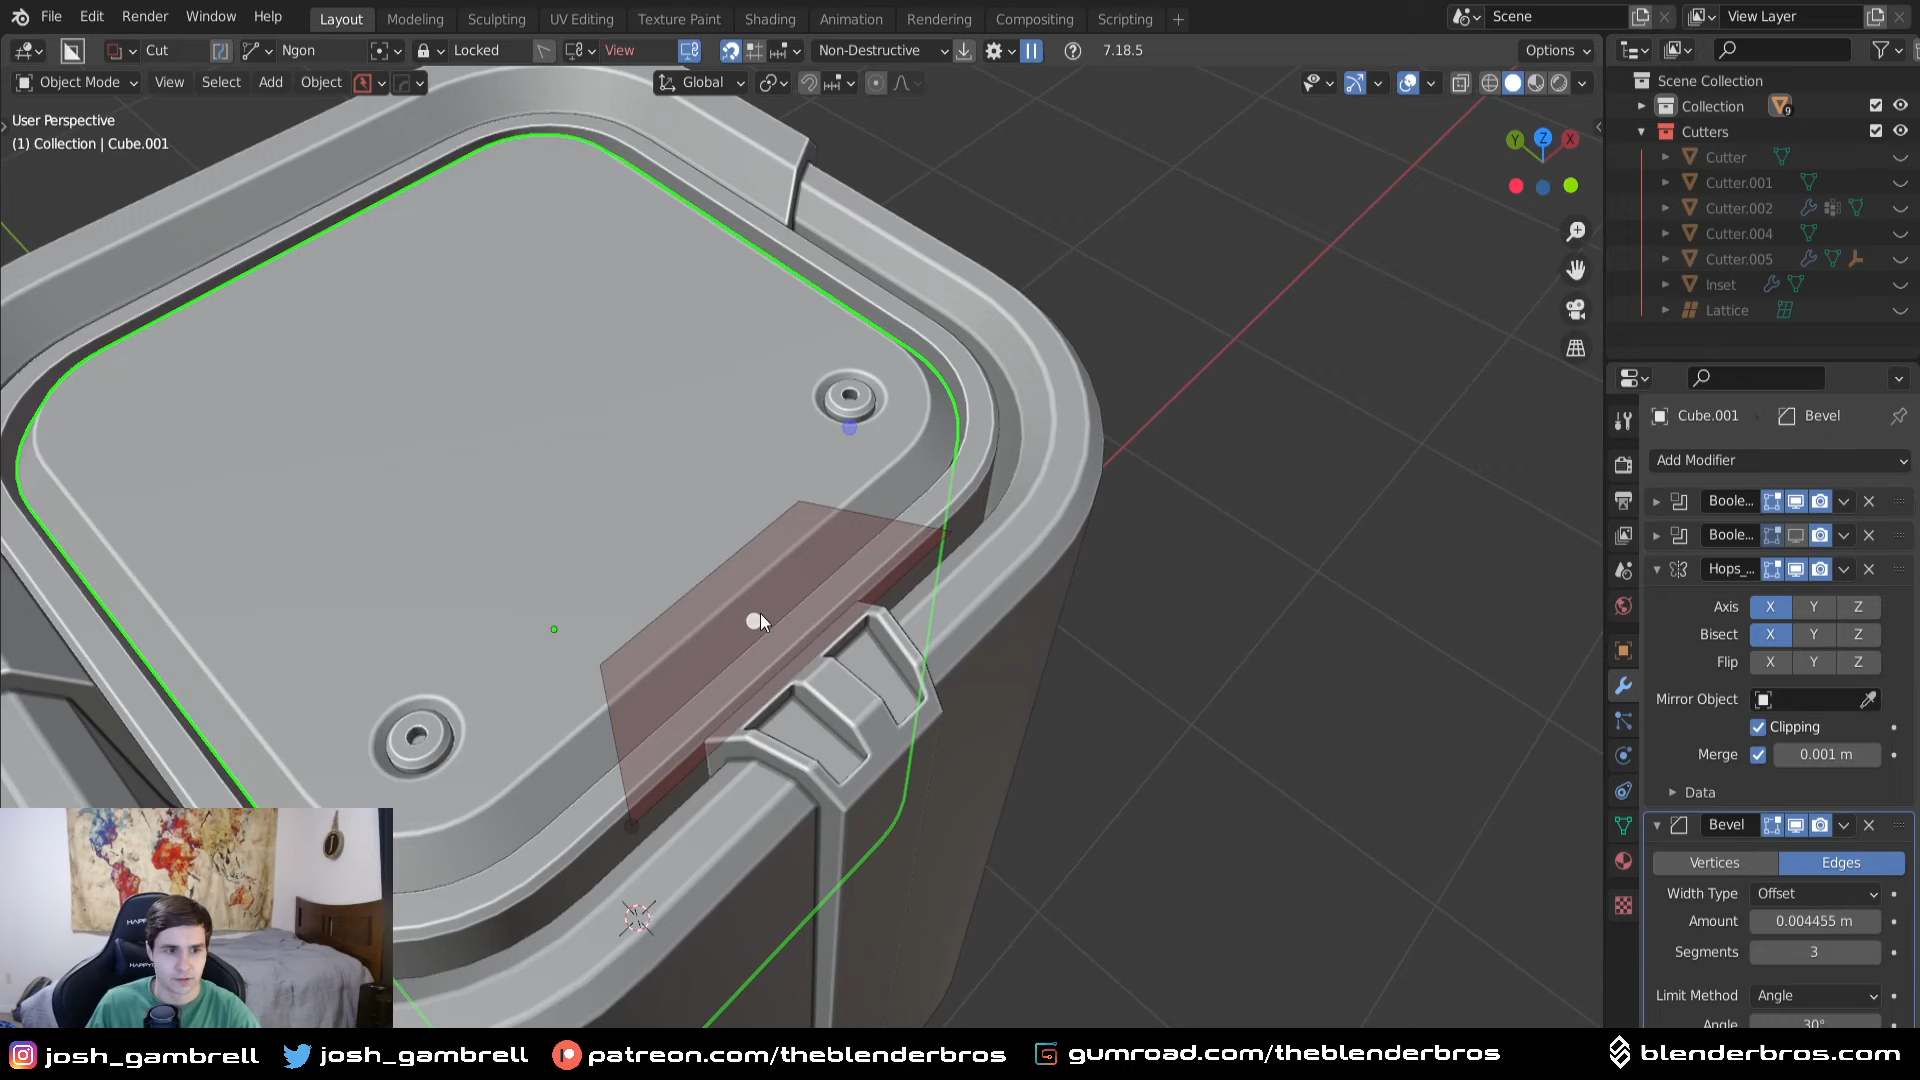 File Edit Render Window Help Layout Modeling Sculpting UV Editing Texture Paint Shading Animation Rendering Compositing Scripting + Scene View Layer
Cut Ngon Locked View Non-Destructive 7.18.5 Options
Object Mode View Select Add Object Global
User Perspective
(1) Collection | Cube.001
Y Z X
Scene Collection
Collection 9
Cutters
Cutter
Cutter.001
Cutter.002
Cutter.004
Cutter.005
Inset
Lattice
Cube.001 Bevel
Add Modifier
Boole...
Boole...
Hops_...
Axis X Y Z
Bisect X Y Z
Flip X Y Z
Mirror Object
Clipping
Merge 0.001 m
Data
Bevel
Vertices Edges
Width Type Offset
Amount 0.004455 m
Segments 3
Limit Method Angle
Angle 30°
josh_gambrell josh_gambrell patreon.com/theblenderbros gumroad.com/theblenderbros blenderbros.com